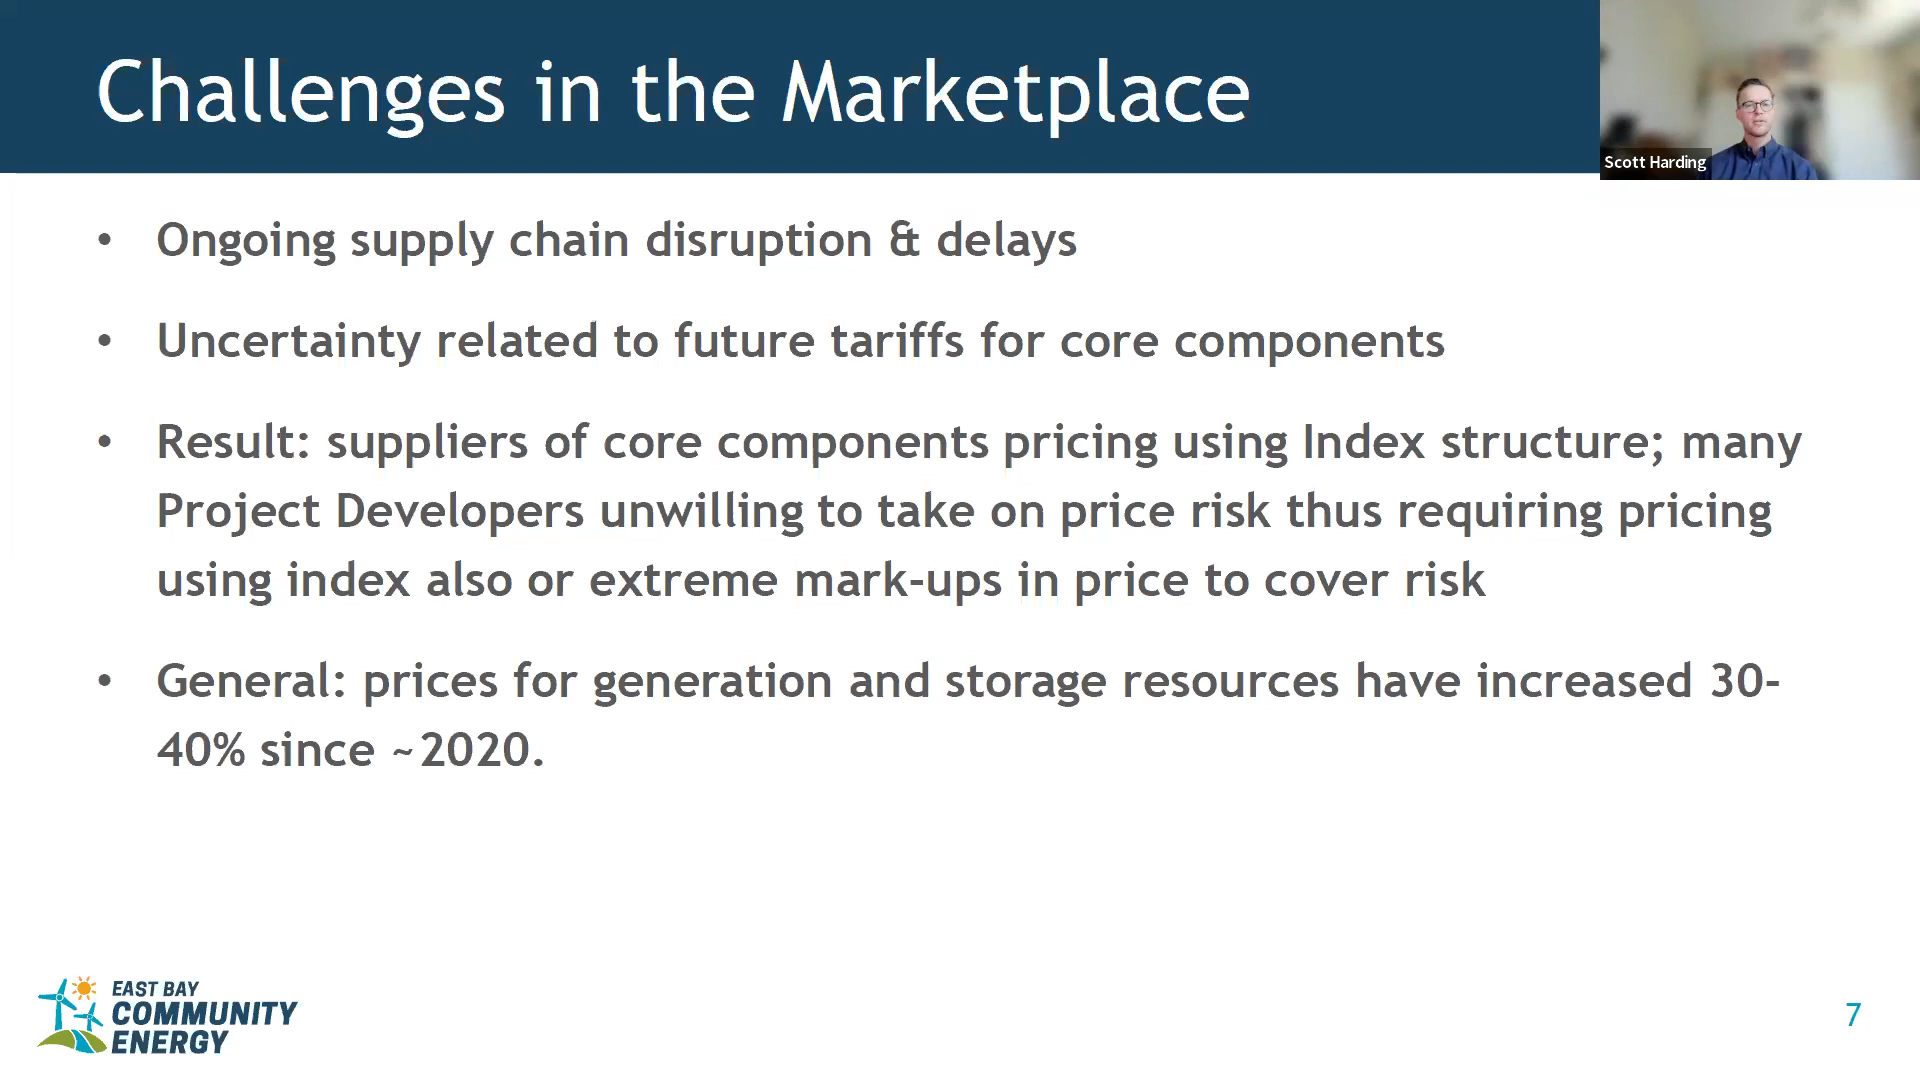 Challenges in the Marketplace
Scott Harding
• Ongoing supply chain disruption & delays
• Uncertainty related to future tariffs for core components
• Result: suppliers of core components pricing using Index structure; many
Project Developers unwilling to take on price risk thus requiring pricing
using index also or extreme mark-ups in price to cover risk
• General: prices for generation and storage resources have increased 30-
40% since ~2020.
EAST BAY
COMMUNITY
ENERGY
7